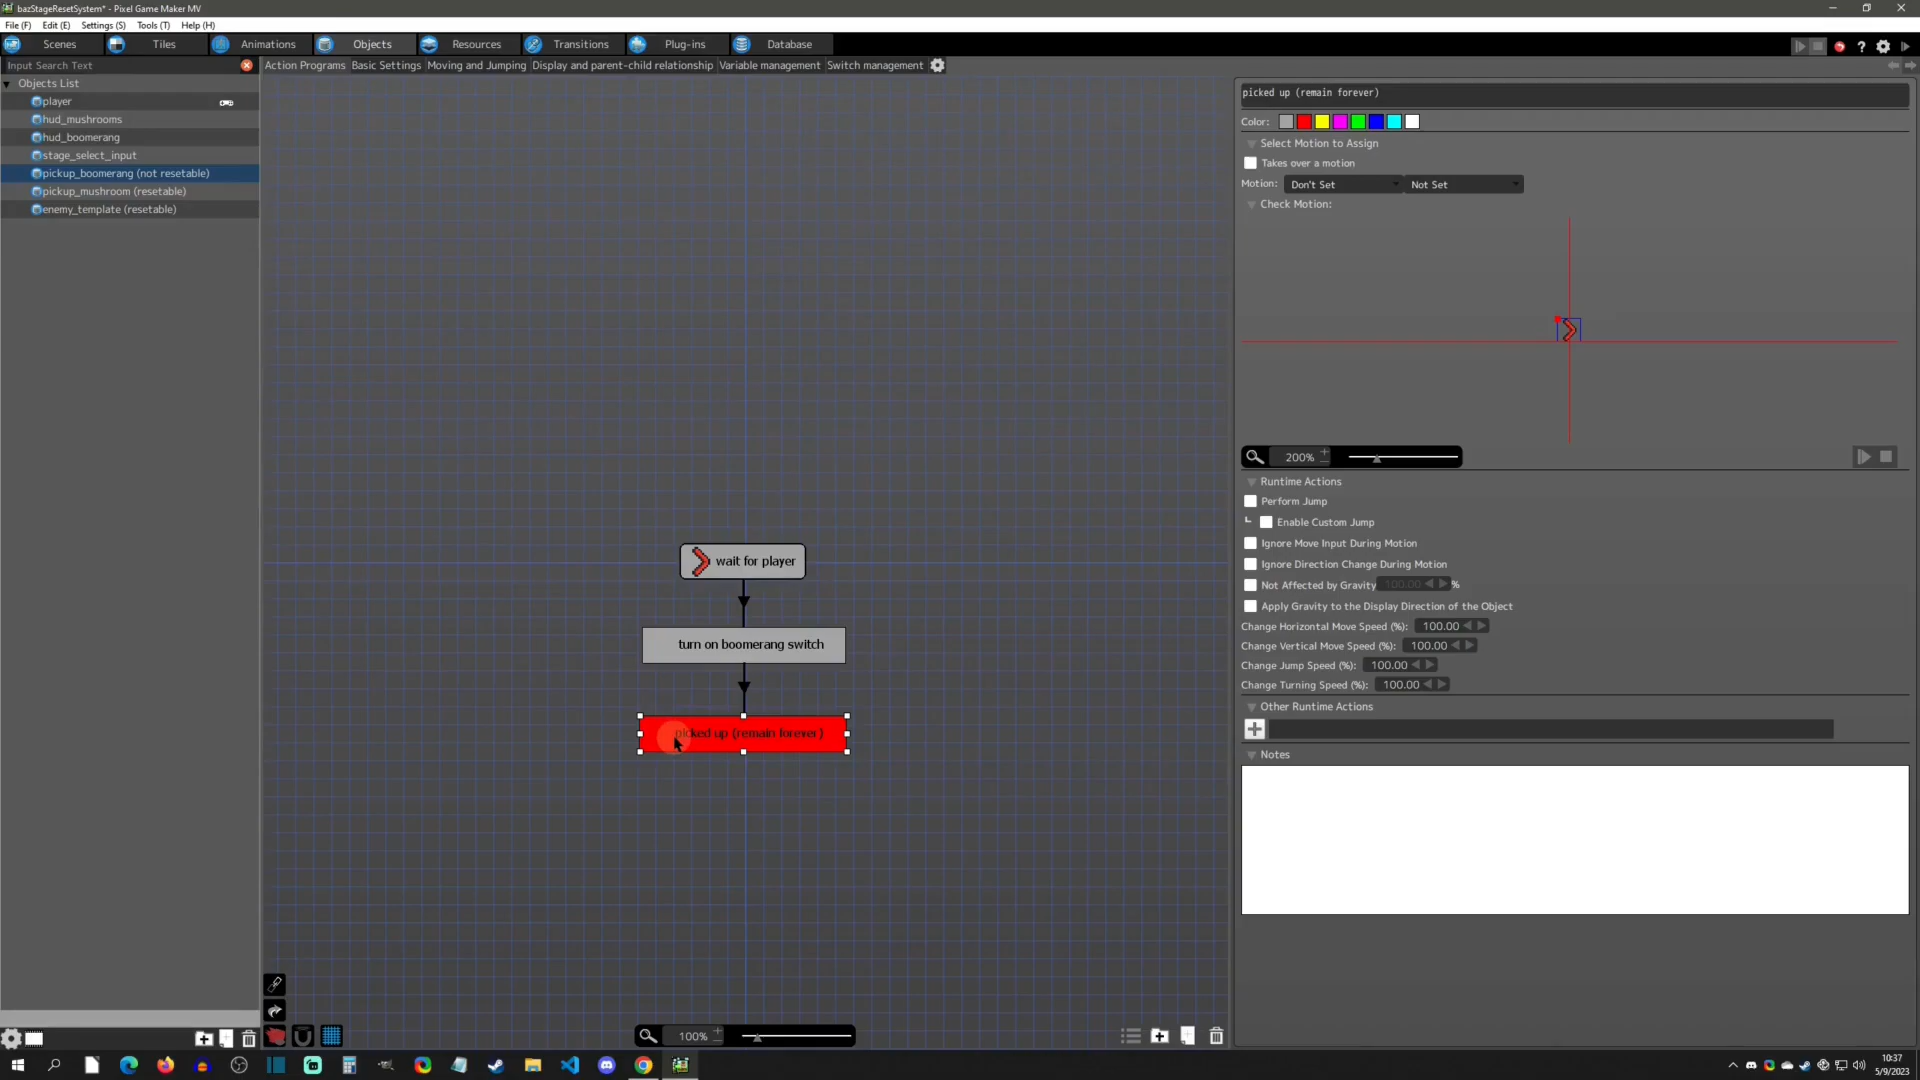 bazStageResetSystem* - Pixel Game Maker MV
File (F) Edit (E) Settings (S) Tools (T) Help (H)
Scenes Tiles Animations Objects Resources Transitions Plug-ins Database
Input Search Text
Action Programs Basic Settings Moving and Jumping Display and parent-child relationship Variable management Switch management
Objects List
player
hud_mushrooms
hud_boomerang
stage_select_input
pickup_boomerang (not resetable)
pickup_mushroom (resetable)
enemy_template (resetable)
wait for player
turn on boomerang switch
picked up (remain forever)
100%
picked up (remain forever)
Color:
Select Motion to Assign
Takes over a motion
Motion: Don't Set Not Set
Check Motion:
200%
Runtime Actions
Perform Jump
Enable Custom Jump
Ignore Move Input During Motion
Ignore Direction Change During Motion
Not Affected by Gravity 100.00 %
Apply Gravity to the Display Direction of the Object
Change Horizontal Move Speed (%): 100.00
Change Vertical Move Speed (%): 100.00
Change Jump Speed (%): 100.00
Change Turning Speed (%): 100.00
Other Runtime Actions
Notes
10:37
5/9/2023